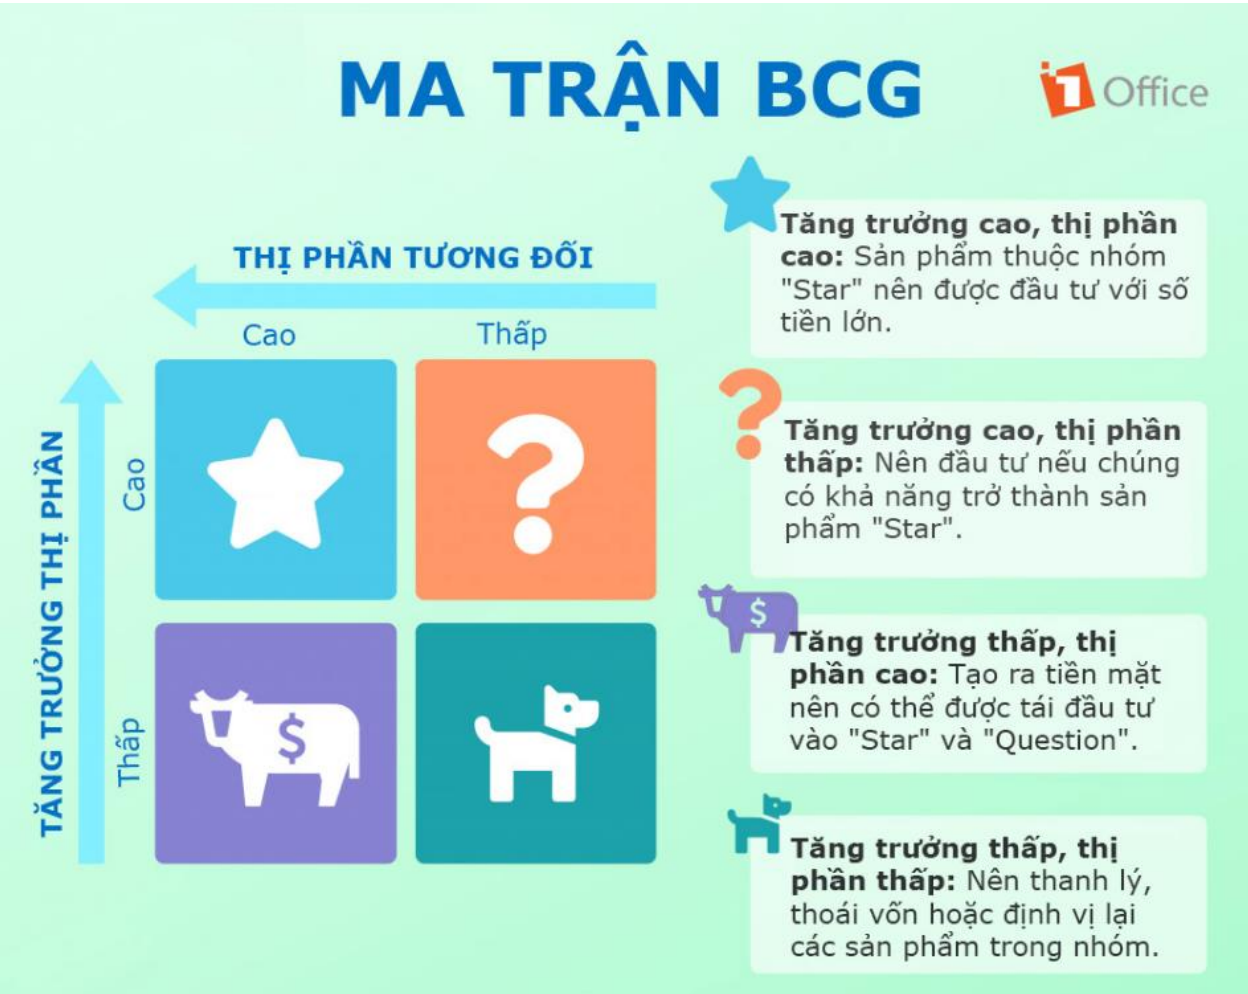 MA TRẬN BCG
1 Office
THỊ PHẦN TƯƠNG ĐỐI
Cao
Thấp
TĂNG TRƯỞNG THỊ PHẦN
Cao
Thấp
?
$
Tăng trưởng cao, thị phần
cao: Sản phẩm thuộc nhóm
"Star" nên được đầu tư với số
tiền lớn.
?
Tăng trưởng cao, thị phần
thấp: Nên đầu tư nếu chúng
có khả năng trở thành sản
phẩm "Star".
$
Tăng trưởng thấp, thị
phần cao: Tạo ra tiền mặt
nên có thể được tái đầu tư
vào "Star" và "Question".
Tăng trưởng thấp, thị
phần thấp: Nên thanh lý,
thoái vốn hoặc định vị lại
các sản phẩm trong nhóm.